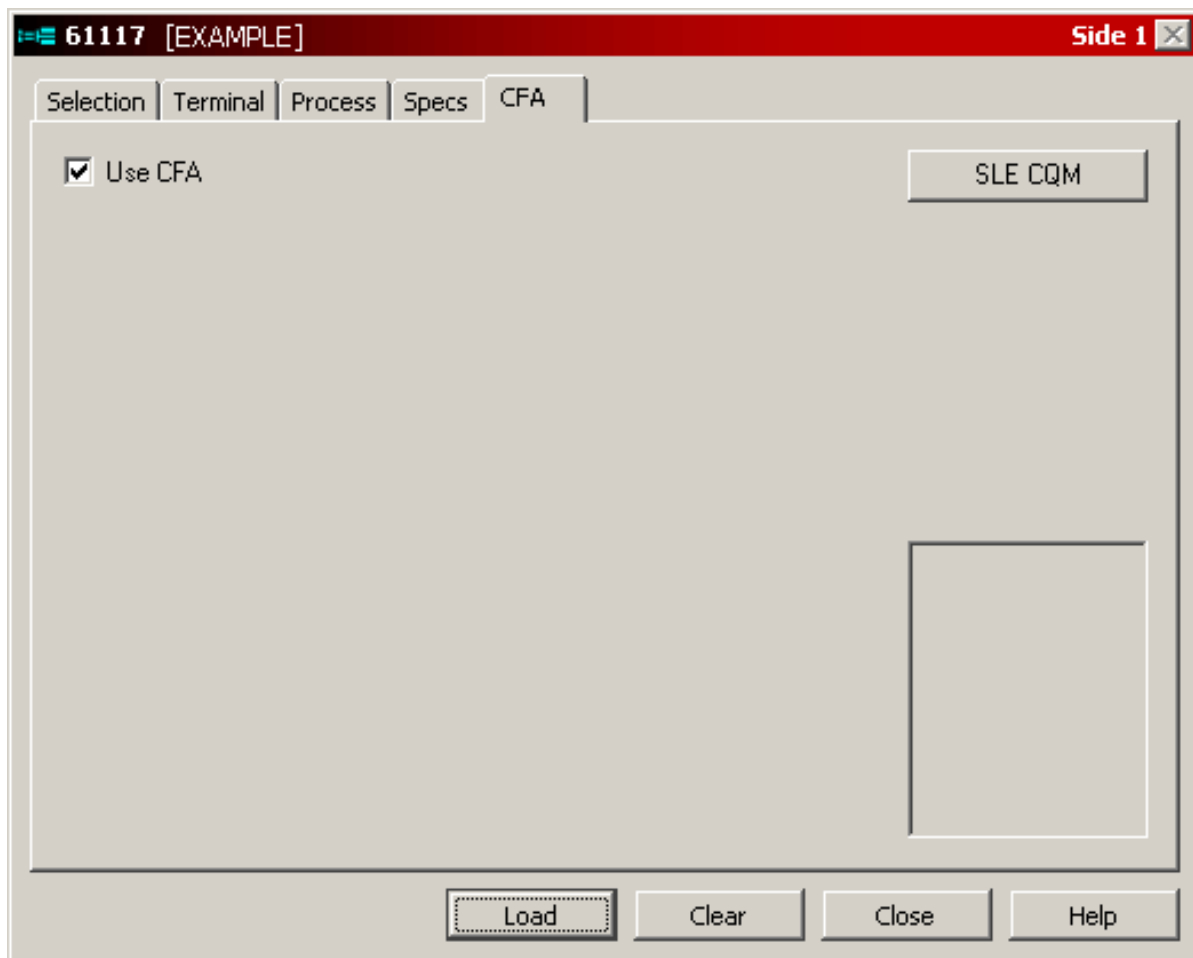 61117 [EXAMPLE] Side 1
Selection Terminal Process Specs CFA
Use CFA SLE CQM
Load Clear Close Help